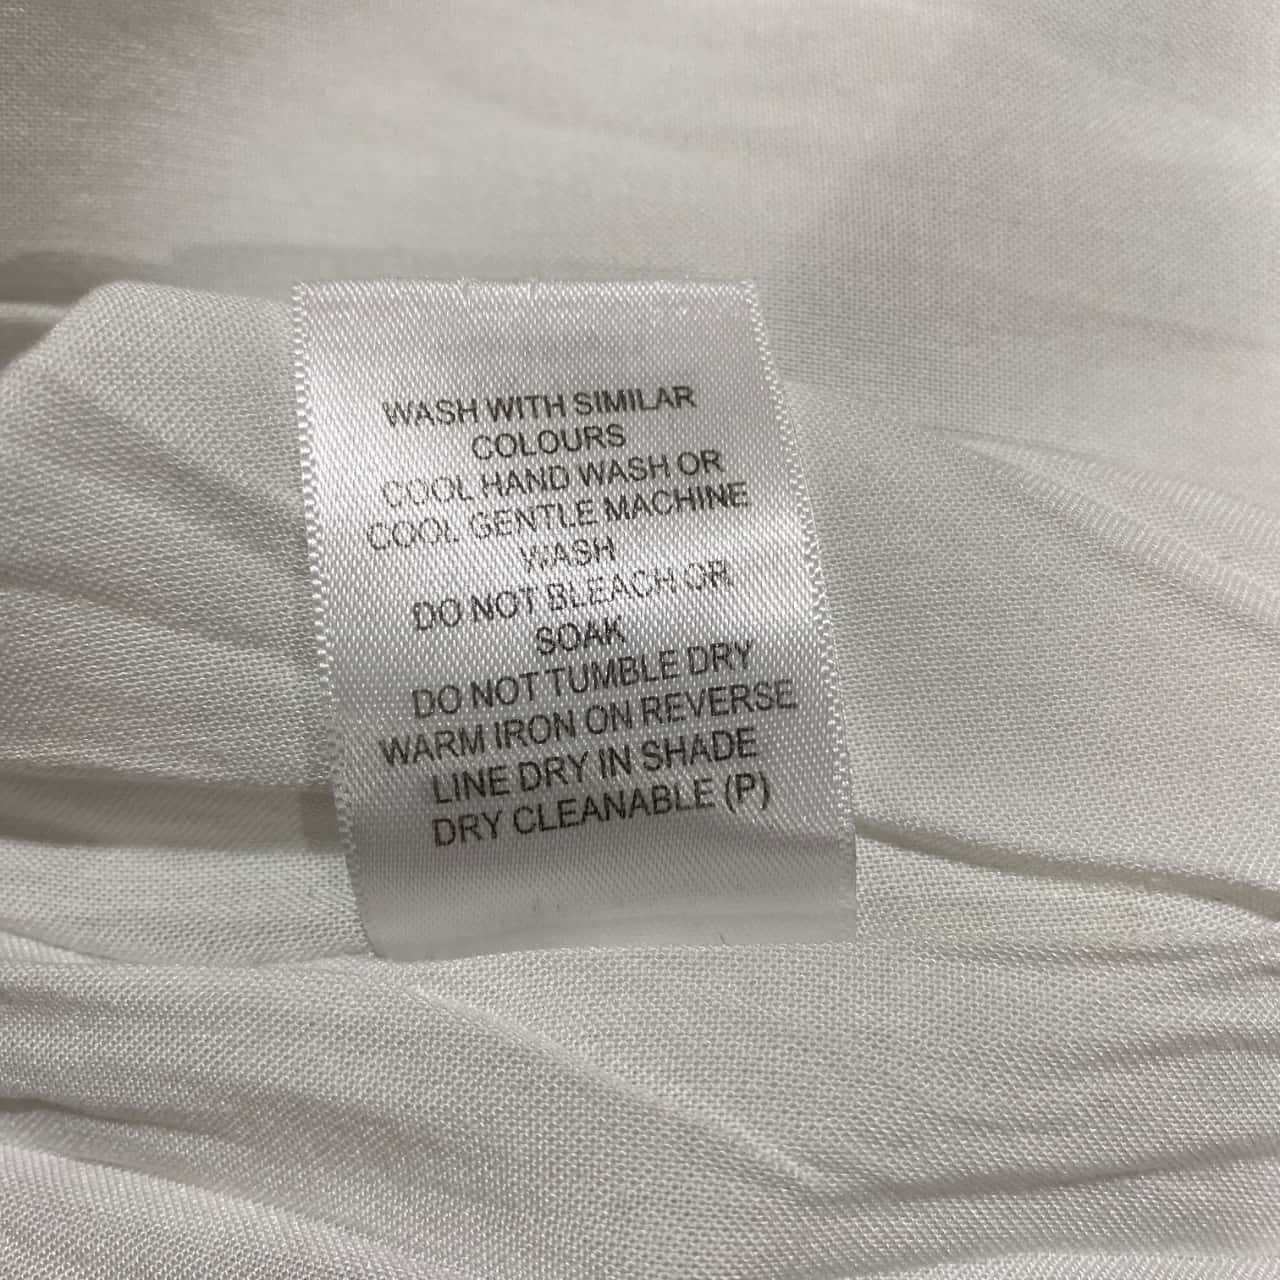 WASH WITH SIMILAR
COLOURS
COOL HAND WASH OR
COOL GENTLE MACHINE
WASH
DO NOT BLEACH OR
SOAK
DO NOT TUMBLE DRY
WARM IRON ON REVERSE
LINE DRY IN SHADE
DRY CLEANABLE (P)